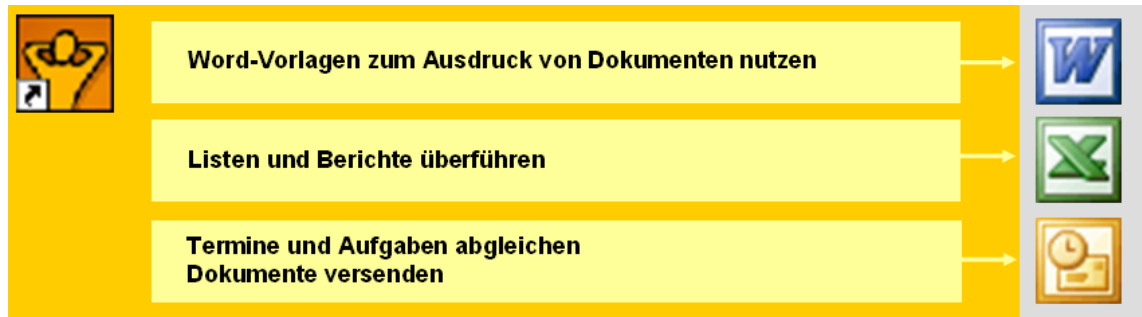 Word-Vorlagen zum Ausdruck von Dokumenten nutzen
W
Listen und Berichte überführen
X
Termine und Aufgaben abgleichen
Dokumente versenden